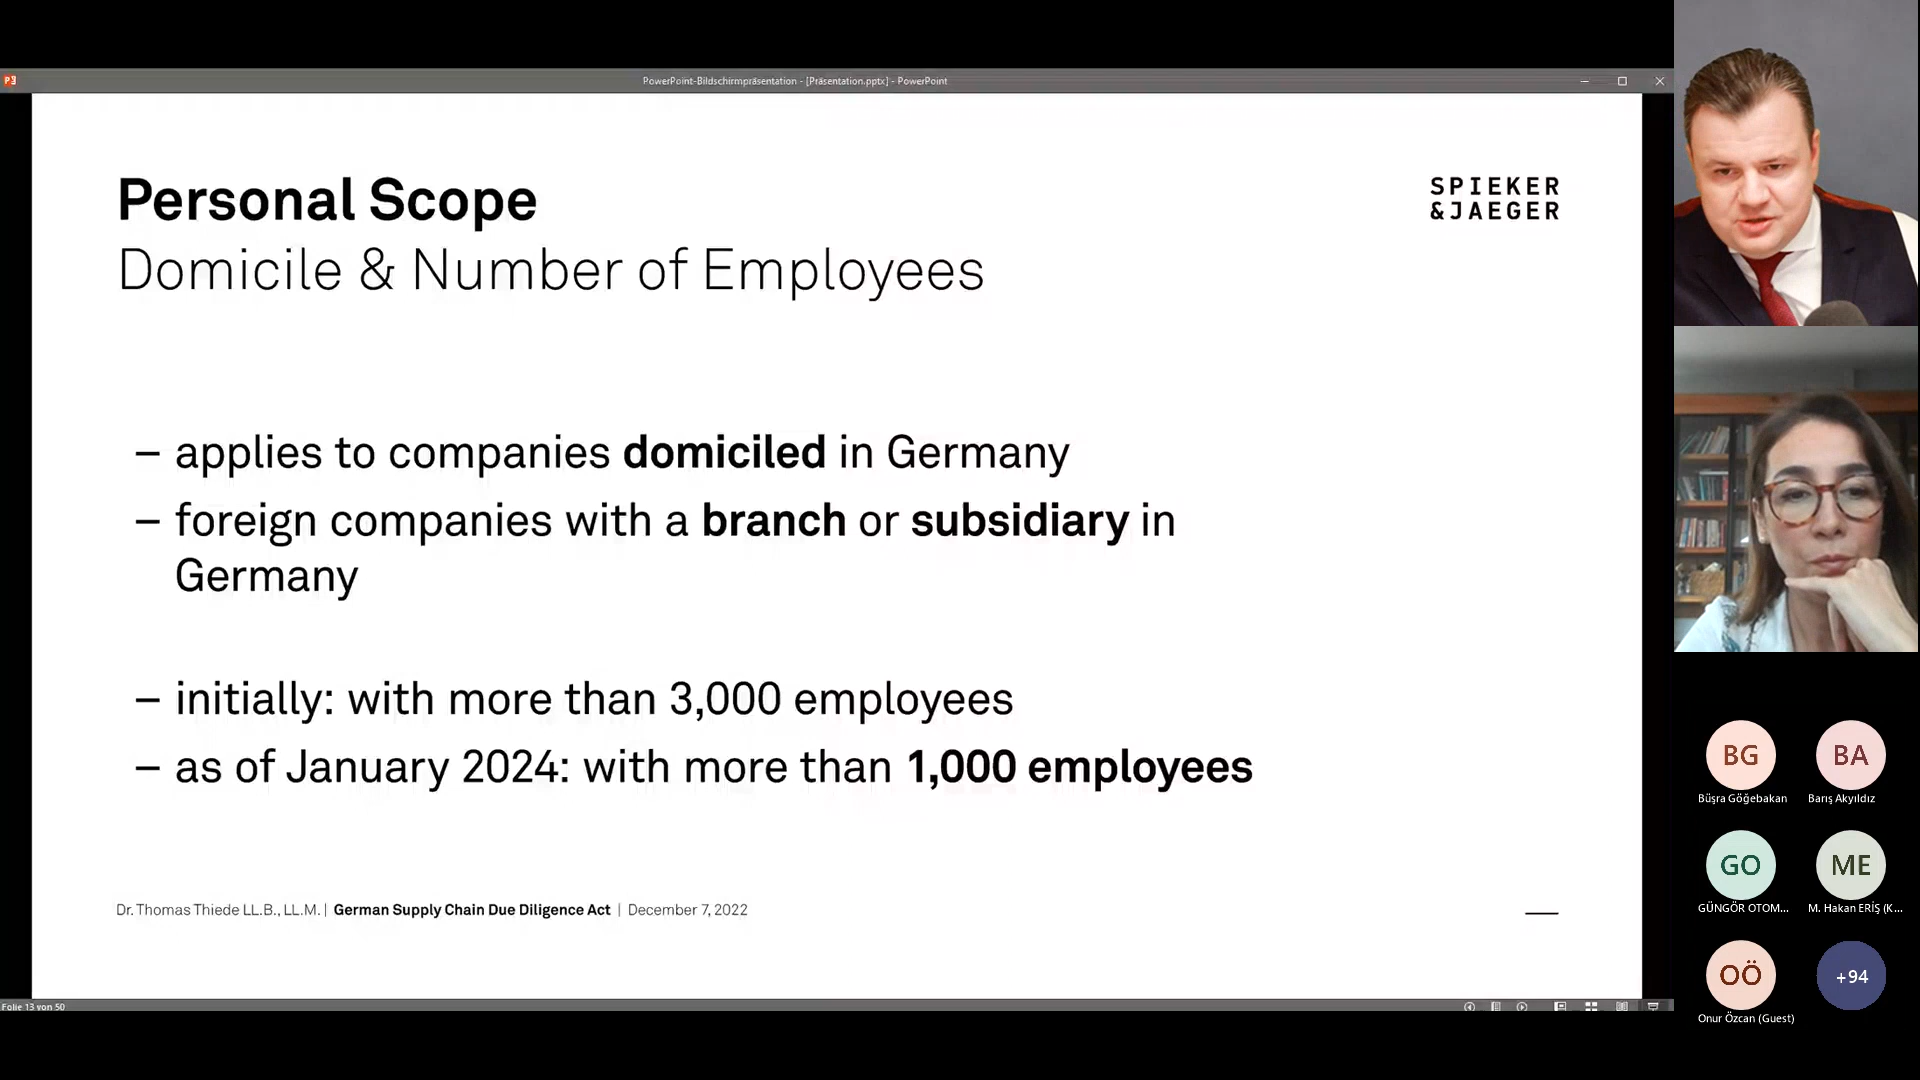 PowerPoint-Bildschirmpräsentation - [Präsentation.pptx] - PowerPoint
Personal Scope
Domicile & Number of Employees
SPIEKER
&JAEGER
– applies to companies domiciled in Germany
– foreign companies with a branch or subsidiary in
Germany
– initially: with more than 3,000 employees
– as of January 2024: with more than 1,000 employees
Dr. Thomas Thiede LL.B., LL.M. | German Supply Chain Due Diligence Act | December 7, 2022
Folie 13 von 50
BG
BA
Büşra Göğebakan
Barış Akyıldız
GO
ME
GÜNGÖR OTOM...
M. Hakan ERİŞ (K...
OÖ
+94
Onur Özcan (Guest)